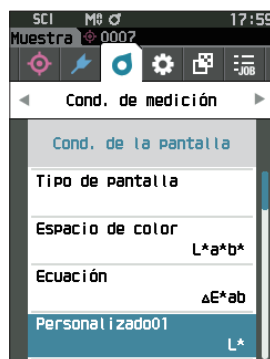 SCI M⌀ 17:59
Muestra 0007
-JOB
Cond. de medición
Cond. de la pantalla
Tipo de pantalla
Espacio de color
L*a*b*
Ecuación
ΔE*ab
Personalizado01
L*